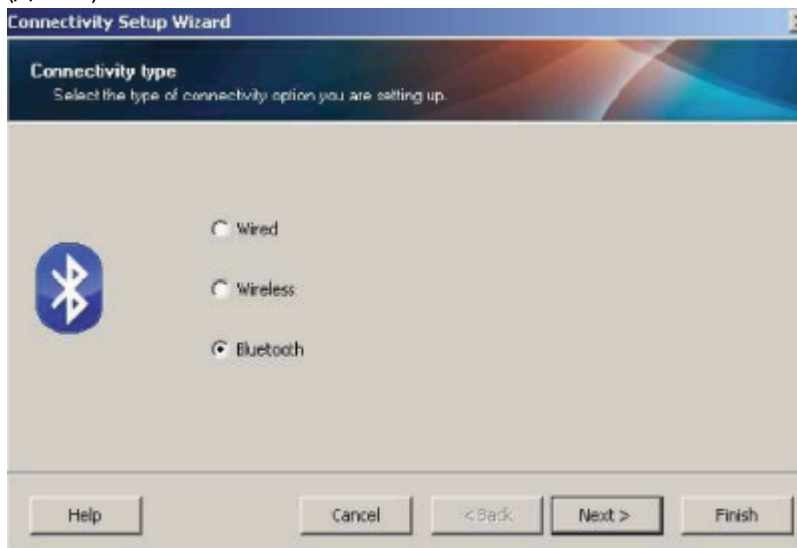 Connectivity Setup Wizard
Connectivity type
Select the type of connectivity option you are setting up.
Wired
Wireless
Bluetooth
Help Cancel < Back Next > Finish